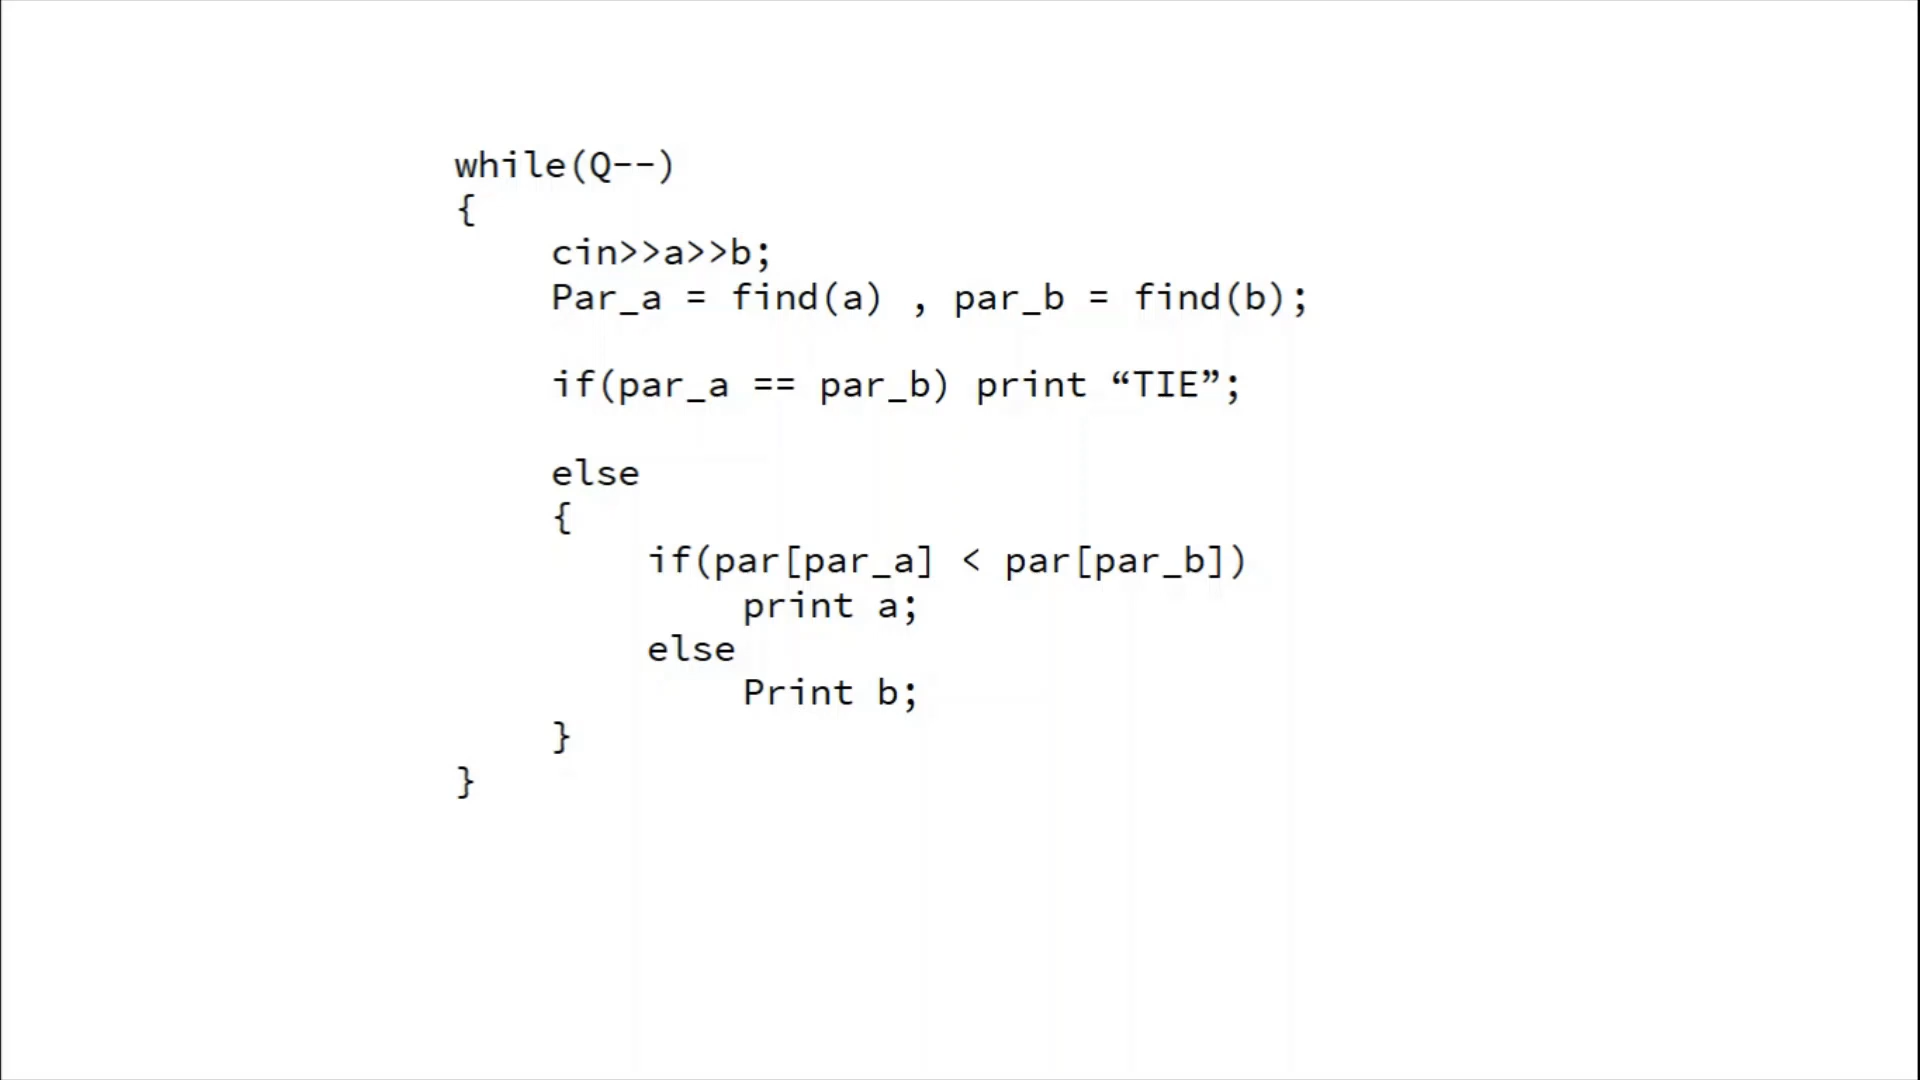 while(Q--)
{
cin>>a>>b;
Par_a = find(a) , par_b = find(b);
if(par_a == par_b) print “TIE”;
else
{
if(par[par_a] < par[par_b])
print a;
else
Print b;
}
}